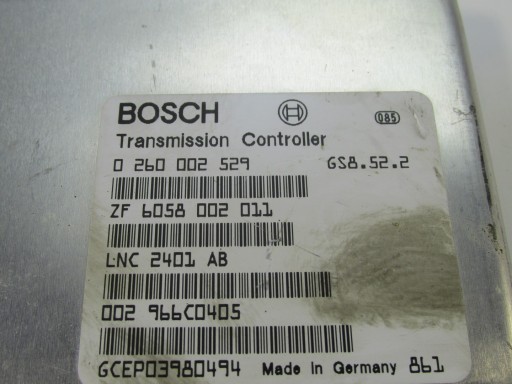 BOSCH 085
Transmission Controller
0 260 002 529 GS8.52.2
ZF 6058 002 011
LNC 2401 AB
002 966C0405
GCEP03980494 Made in Germany 861